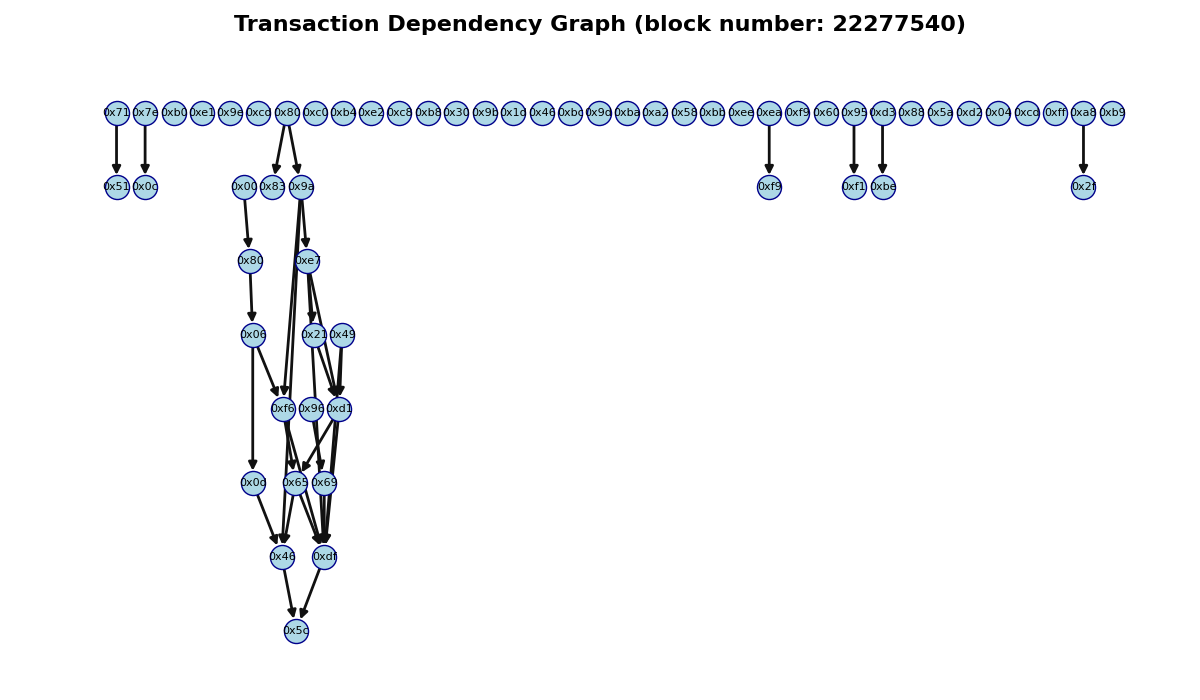 Transaction Dependency Graph (block number: 22277540)
0x71 0x7e 0xb0 0xe1 0x9e 0xcd 0x80 0xc0 0xb4 0xe2 0xc8 0xb8 0x30 0x9b 0x1d 0x46 0xbc 0x9d 0xba 0xa2 0x58 0xbb 0xee 0xea 0xf9 0x60 0x95 0xd3 0x88 0x5a 0xd2 0x04 0xcd 0xff 0xa8 0xb9
0x51 0x0c 0x00 0x83 0x9a 0xf9 0xf1 0xbe 0x2f
0x80 0xe7
0x06 0x21 0x49
0xf6 0x96 0xd1
0x0d 0x65 0x69
0x46 0xdf
0x5c